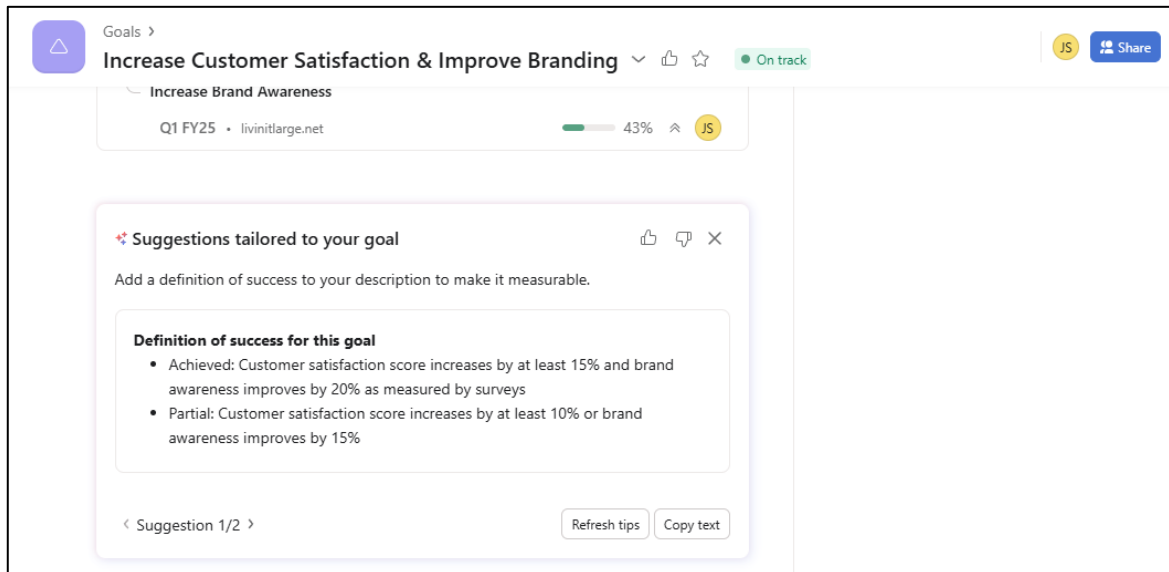 Goals >
Increase Customer Satisfaction & Improve Branding
On track
JS
Share
Increase Brand Awareness
Q1 FY25 • livinitlarge.net
43%
JS
Suggestions tailored to your goal
Add a definition of success to your description to make it measurable.
Definition of success for this goal
• Achieved: Customer satisfaction score increases by at least 15% and brand
awareness improves by 20% as measured by surveys
• Partial: Customer satisfaction score increases by at least 10% or brand
awareness improves by 15%
< Suggestion 1/2 >
Refresh tips
Copy text